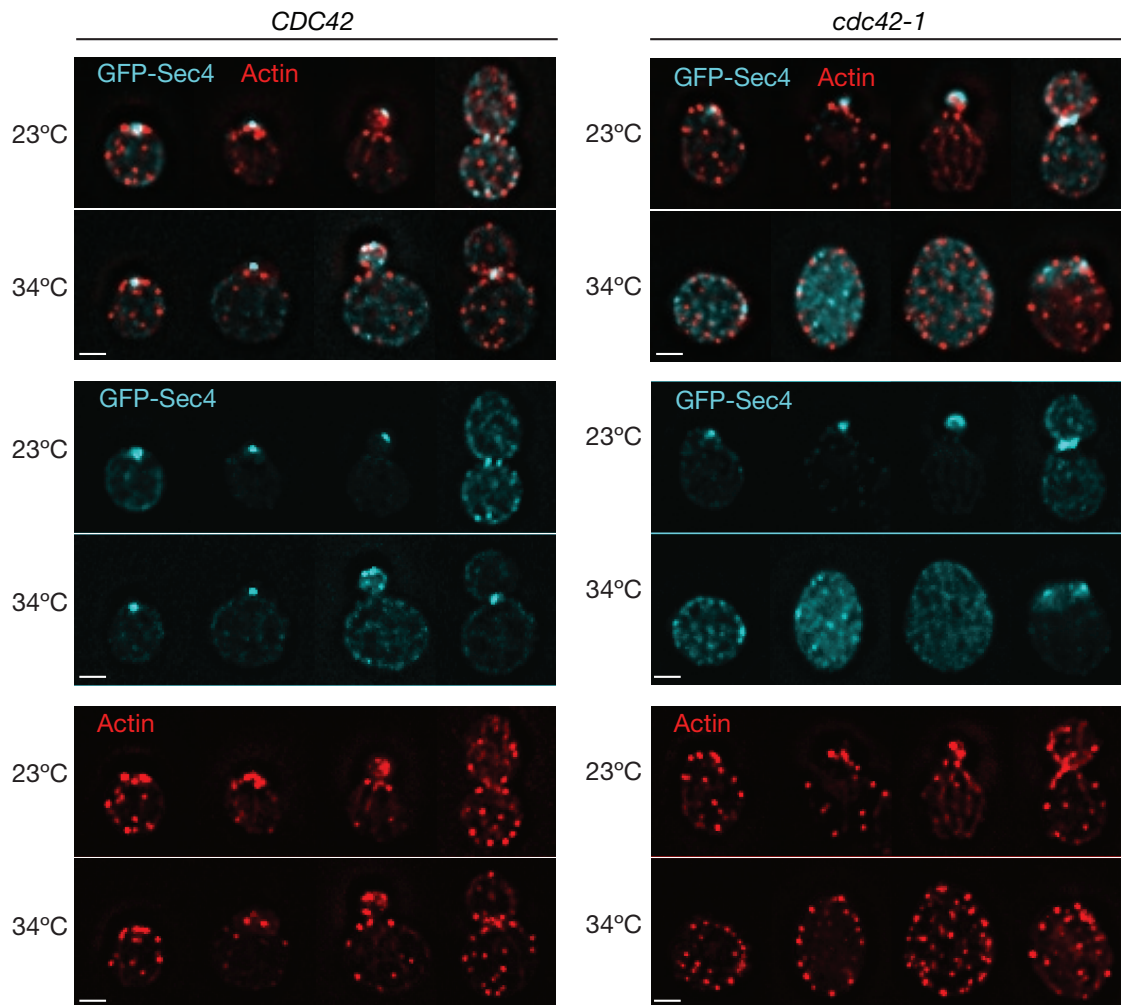 CDC42 cdc42-1
GFP-Sec4 Actin GFP-Sec4 Actin
23ºC 23ºC
34ºC 34ºC
GFP-Sec4 GFP-Sec4
23ºC 23ºC
34ºC 34ºC
Actin Actin
23ºC 23ºC
34ºC 34ºC